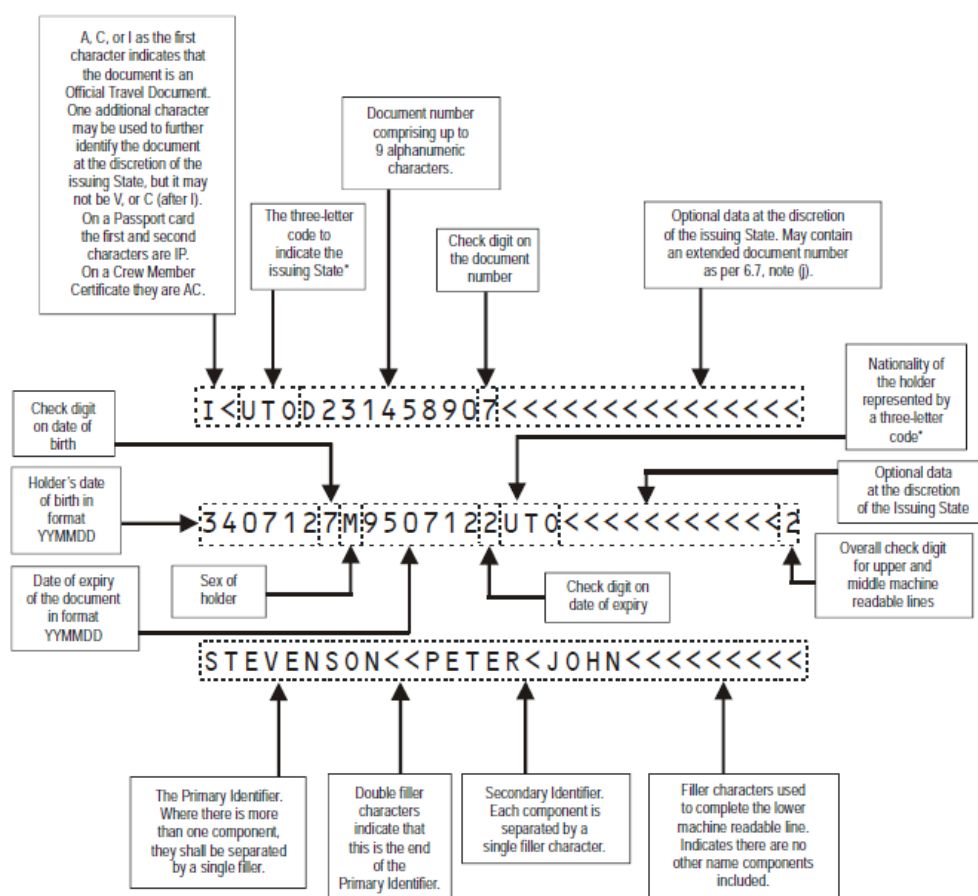 A, C, or I as the first
character indicates that
the document is an
Official Travel Document.
One additional character
may be used to further
identify the document
at the discretion of the
issuing State, but it may
not be V, or C (after I).
On a Passport card
the first and second
characters are IP.
On a Crew Member
Certificate they are AC.
The three-letter
code to
indicate the
issuing State*
Document number
comprising up to
9 alphanumeric
characters.
Check digit on
the document
number
Optional data at the discretion
of the issuing State. May contain
an extended document number
as per 6.7, note (j).
I<UTOD231458907<<<<<<<<<<<<<<<
Check digit
on date of
birth
Nationality of
the holder
represented by
a three-letter
code*
Holder's date
of birth in
format
YYMMDD
Optional data
at the discretion
of the Issuing State
3407127M9507122UTO<<<<<<<<<<<2
Date of expiry
of the document
in format
YYMMDD
Sex of
holder
Check digit on
date of expiry
Overall check digit
for upper and
middle machine
readable lines
STEVENSON<<PETER<JOHN<<<<<<<<<
The Primary Identifier.
Where there is more
than one component,
they shall be separated
by a single filler.
Double filler
characters
indicate that
this is the end
of the
Primary Identifier.
Secondary Identifier.
Each component is
separated by a
single filler character.
Filler characters used
to complete the lower
machine readable line.
Indicates there are no
other name components
included.